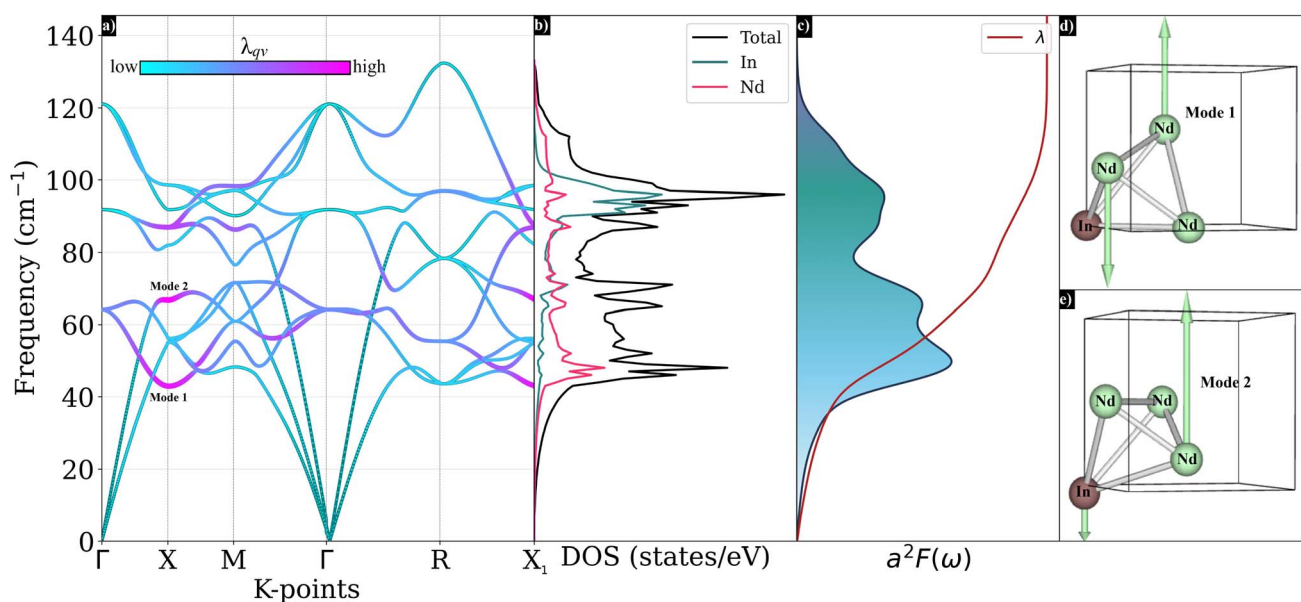 a)
λqν
low
high
Mode 2
Mode 1
140
120
100
80
60
40
20
0
Frequency (cm⁻¹)
Γ X M Γ R X₁
K-points
b)
Total
In
Nd
DOS (states/eV)
c)
λ
a²F(ω)
d)
Mode 1
Nd
Nd
In
Nd
e)
Mode 2
Nd
Nd
Nd
In